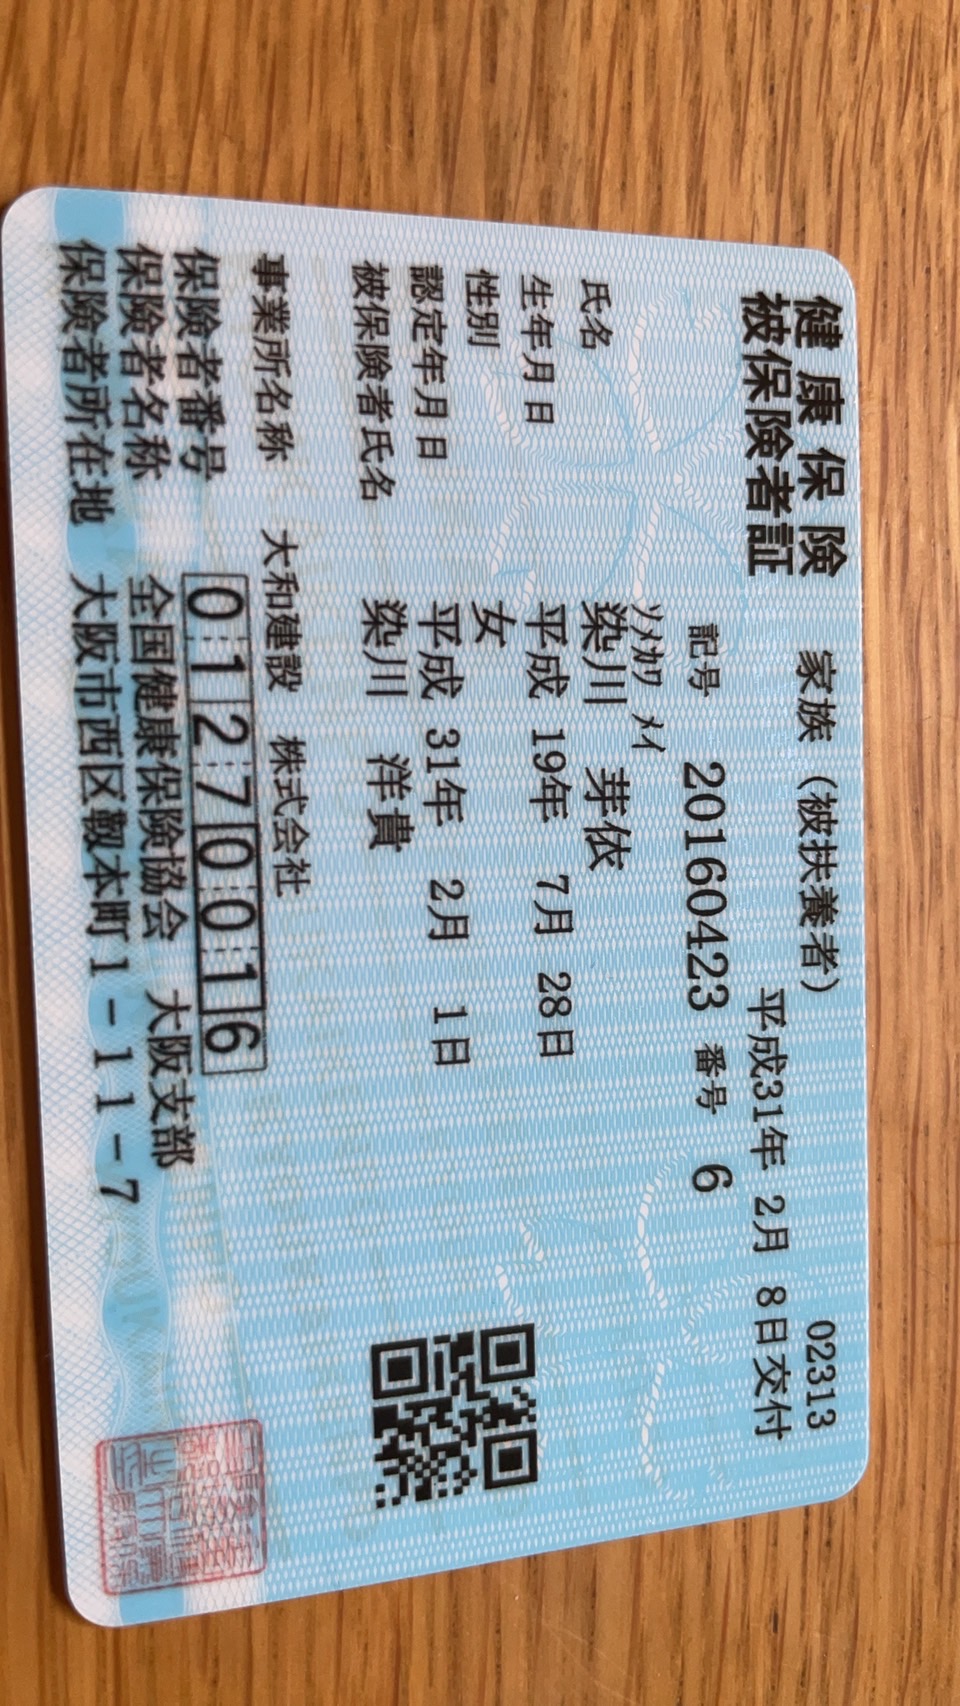 健康保険 家族（被扶養者） 02313
被保険者証 平成31年 2月 8日交付
記号 20160423 番号 6
ｿﾒｶﾜ ﾒｲ
氏名 染川 芽依
生年月日 平成 19年 7月 28日
性別 女
認定年月日 平成 31年 2月 1日
被保険者氏名 染川 洋貴
事業所名称 大和建設 株式会社
保険者番号 01270016
保険者名称 全国健康保険協会 大阪支部
保険者所在地 大阪市西区靱本町1-11-7